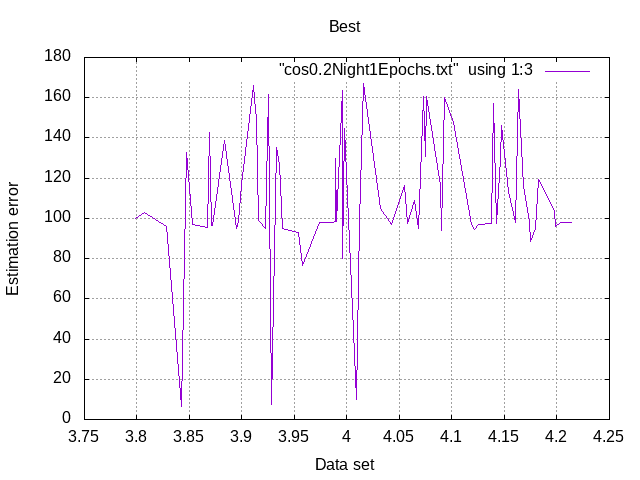 Best
"cos0.2Night1Epochs.txt" using 1:3
Estimation error
180
160
140
120
100
80
60
40
20
0
3.75 3.8 3.85 3.9 3.95 4 4.05 4.1 4.15 4.2 4.25
Data set